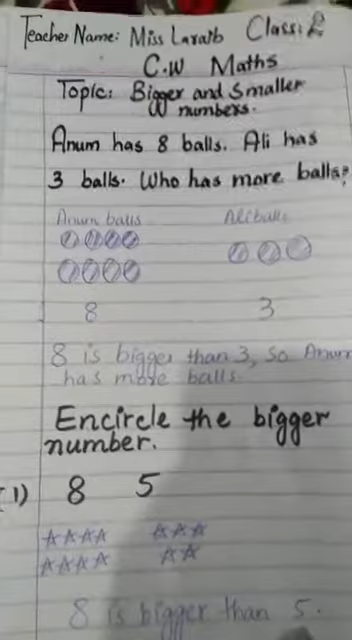 Teacher Name: Miss Laraib Class: 2
C.W Maths
Topic: Bigger and Smaller
numbers.
Anum has 8 balls. Ali has
3 balls. Who has more balls?
Anum balls Ali balls
8 3
8 is bigger than 3, so Anum
has more balls.
Encircle the bigger
number.
(1) 8 5
8 is bigger than 5.